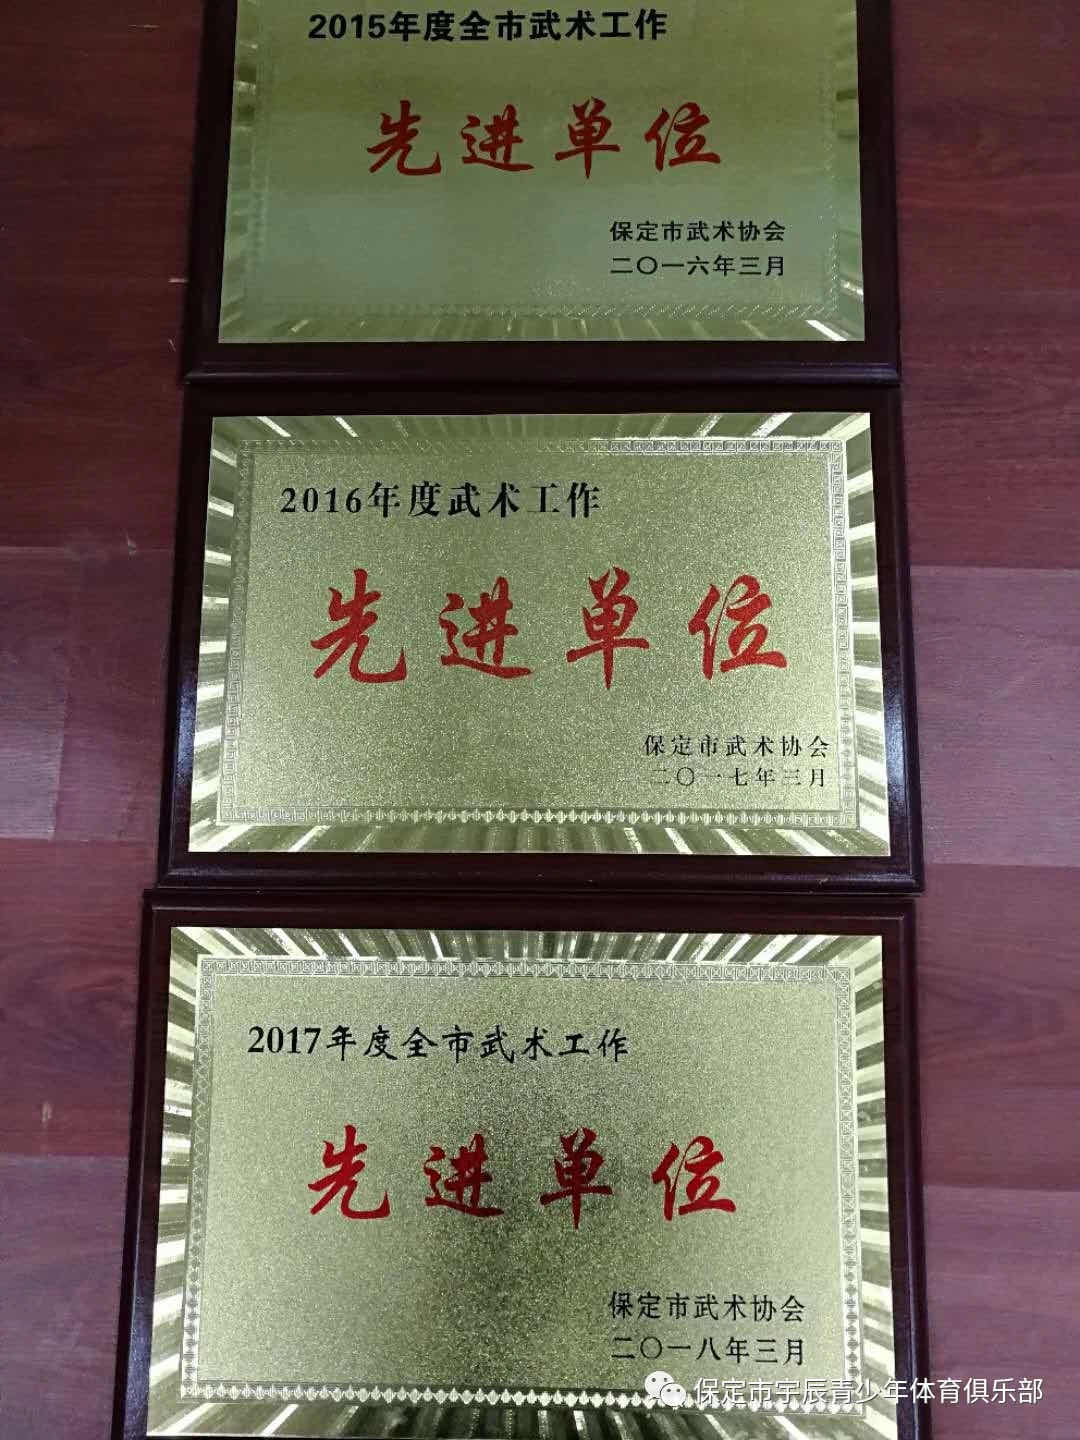 2015年度全市武术工作
先进单位
保定市武术协会
二〇一六年三月
2016年度武术工作
先进单位
保定市武术协会
二〇一七年三月
2017年度全市武术工作
先进单位
保定市武术协会
二〇一八年三月
保定市宇辰青少年体育俱乐部